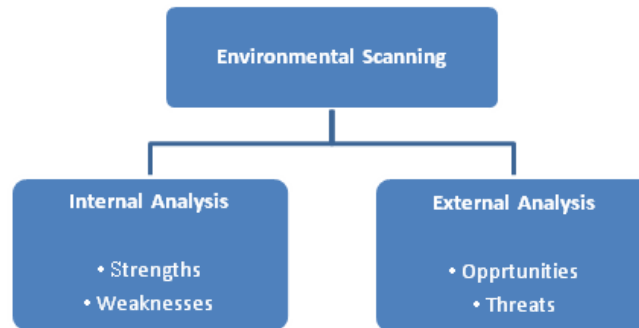 Environmental Scanning
Internal Analysis
• Strengths
• Weaknesses
External Analysis
• Opprtunities
• Threats